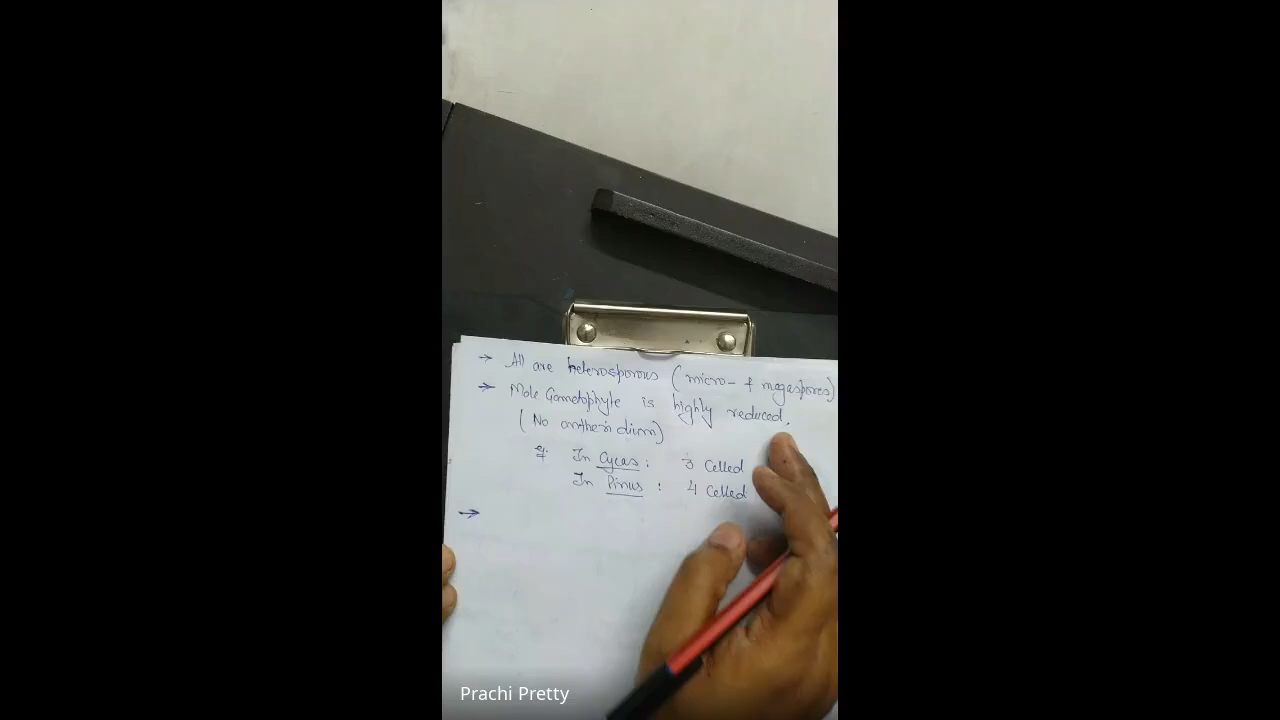 → All are heterosporous (micro- & megaspores)
→ Male Gametophyte is highly reduced.
(No antheridium)
eg: In Cycas : 3 Celled
In Pinus : 4 Celled
→
Prachi Pretty